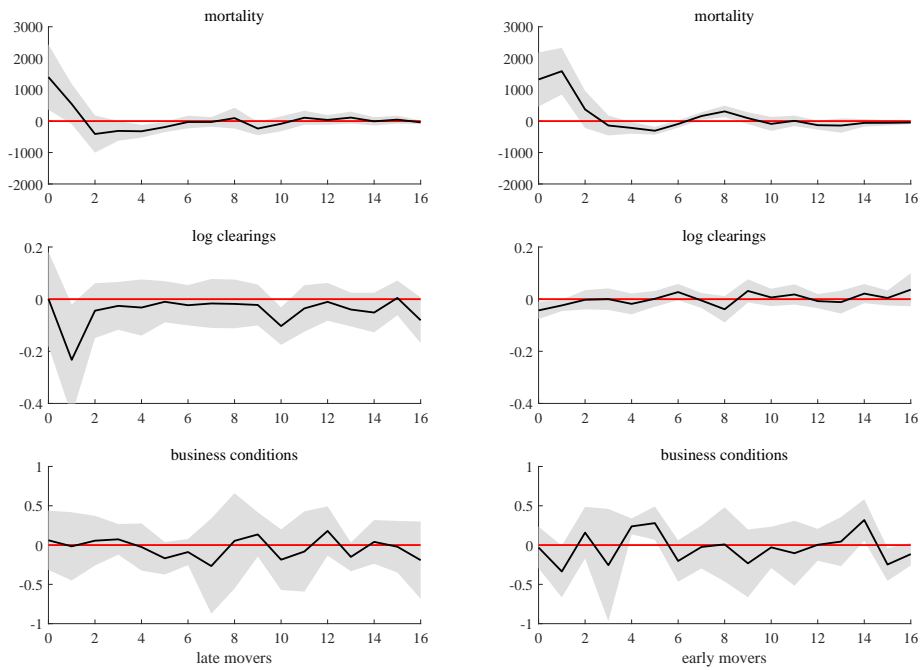 mortality
3000
2000
1000
0
-1000
-2000
0 2 4 6 8 10 12 14 16
mortality
3000
2000
1000
0
-1000
-2000
0 2 4 6 8 10 12 14 16
log clearings
0.2
0
-0.2
-0.4
0 2 4 6 8 10 12 14 16
log clearings
0.2
0
-0.2
-0.4
0 2 4 6 8 10 12 14 16
business conditions
1
0.5
0
-0.5
-1
0 2 4 6 8 10 12 14 16
late movers
business conditions
1
0.5
0
-0.5
-1
0 2 4 6 8 10 12 14 16
early movers